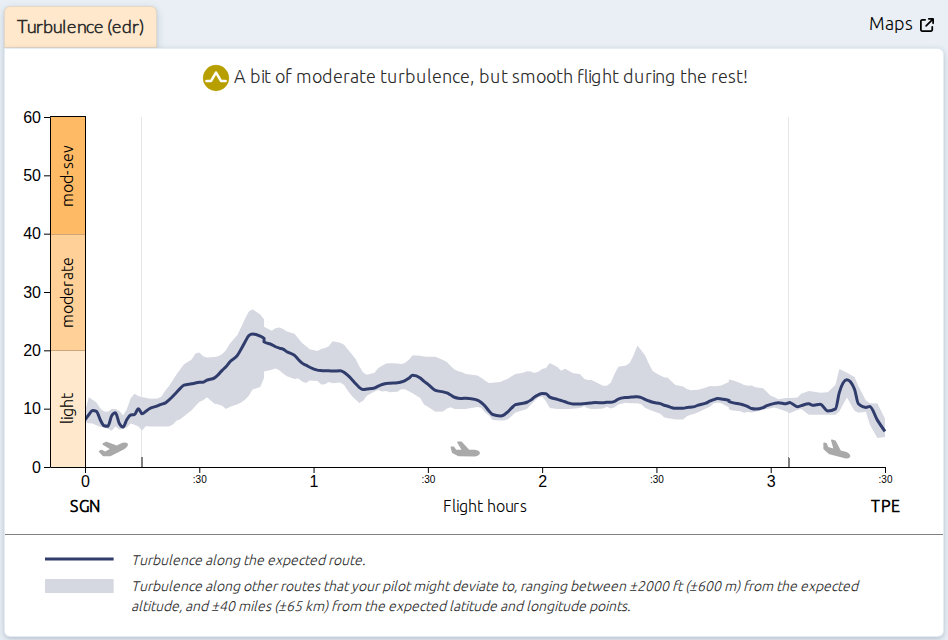 Turbulence (edr)
Maps
A bit of moderate turbulence, but smooth flight during the rest!
60
50
40
30
20
10
0
mod-sev
moderate
light
0
:30
1
:30
2
:30
3
:30
SGN
Flight hours
TPE
Turbulence along the expected route.
Turbulence along other routes that your pilot might deviate to, ranging between ±2000 ft (±600 m) from the expected
altitude, and ±40 miles (±65 km) from the expected latitude and longitude points.